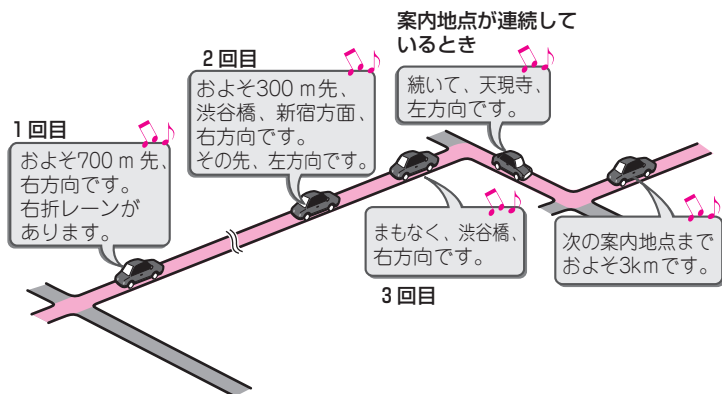 1回目
およそ700 m 先、
右方向です。
右折レーンが
あります。
2回目
およそ300 m先、
渋谷橋、新宿方面、
右方向です。
その先、左方向です。
まもなく、渋谷橋、
右方向です。
3回目
案内地点が連続して
いるとき
続いて、天現寺、
左方向です。
次の案内地点まで
およそ3kmです。